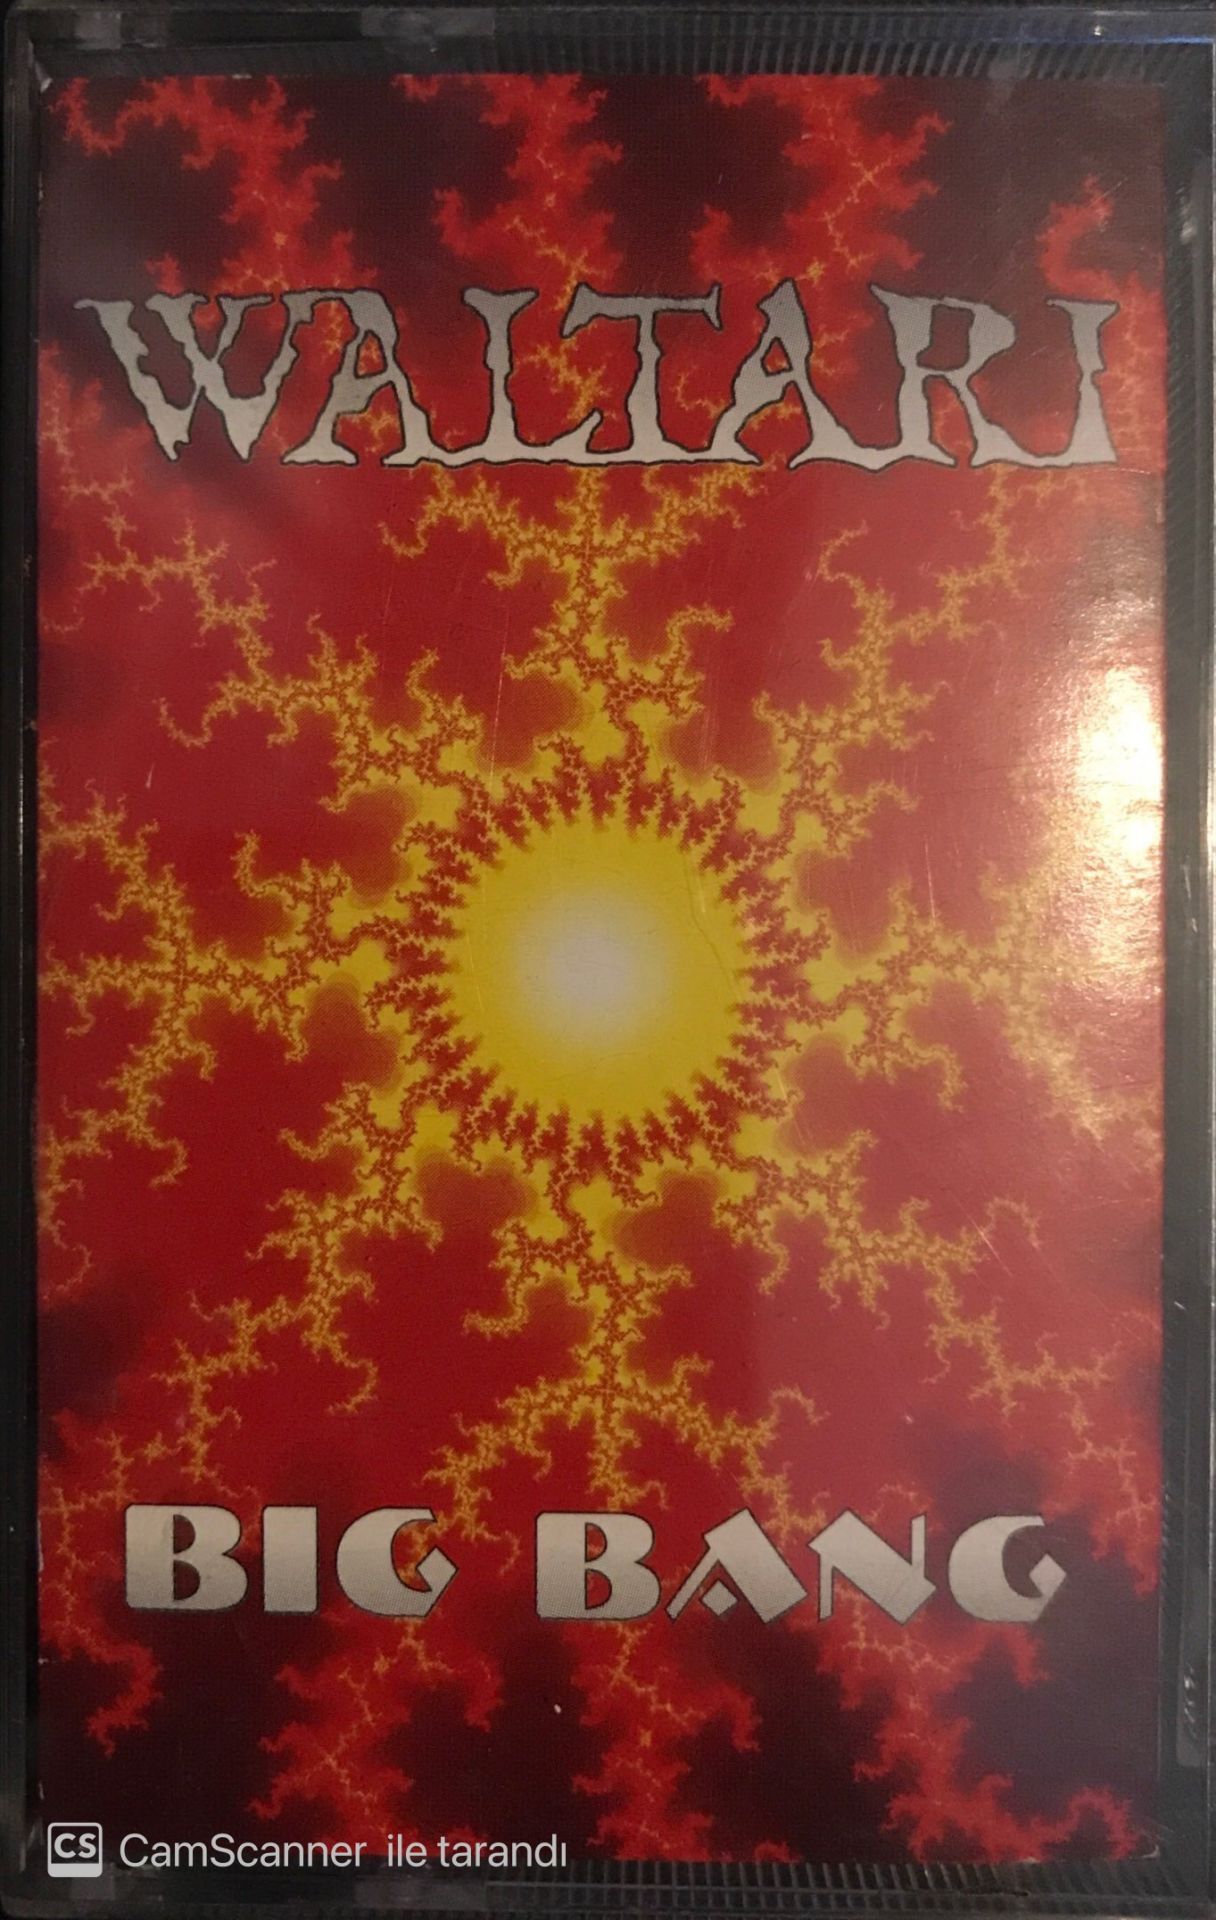 WALTARI
BIG BANG
CS CamScanner ile tarandı